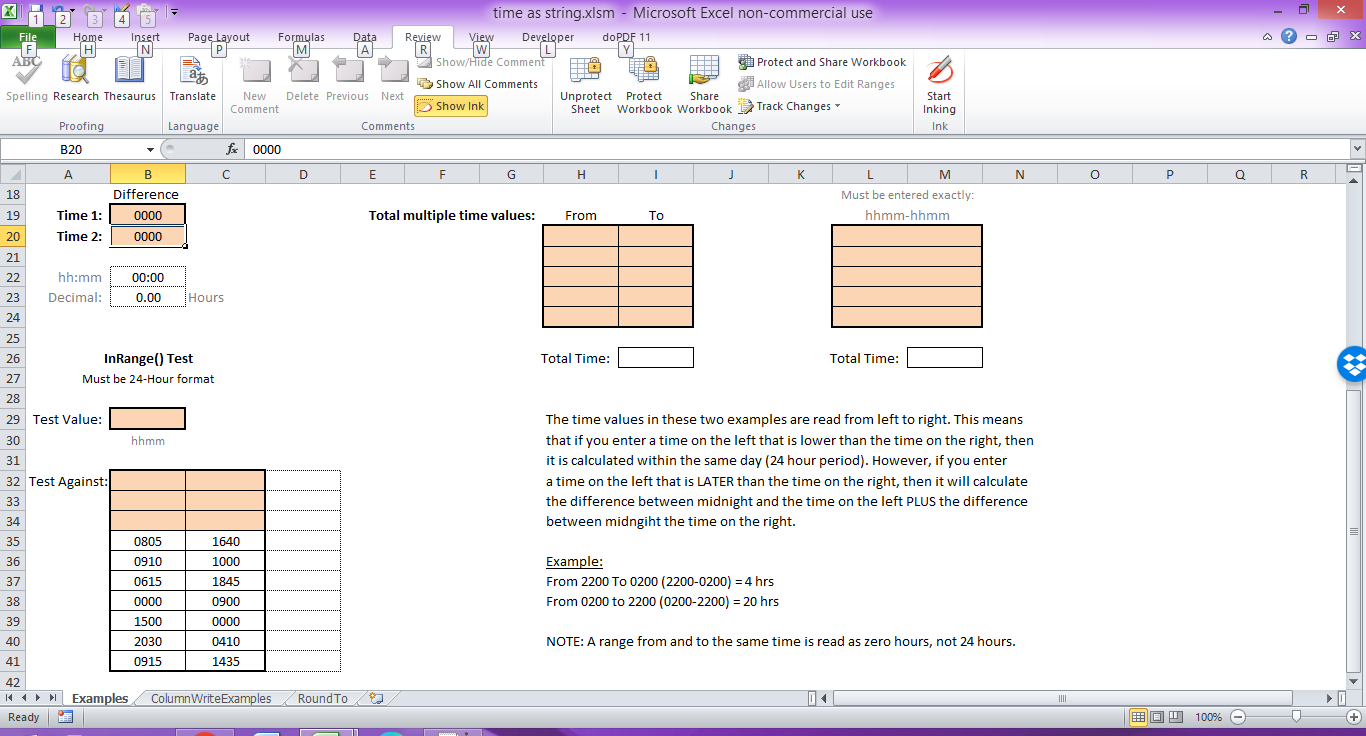 time as string.xlsm - Microsoft Excel non-commercial use
1 2 3 4 5
File Home Insert Page Layout Formulas Data Review View Developer doPDF 11
F H N P M A R W L Y
ABC
Spelling Research Thesaurus Translate New Comment Delete Previous Next
Show/Hide Comment
Show All Comments
Show Ink
Unprotect Sheet Protect Workbook Share Workbook
Protect and Share Workbook
Allow Users to Edit Ranges
Track Changes
Start Inking
Proofing Language Comments Changes Ink
B20 fx 0000
A B C D E F G H I J K L M N O P Q R
18 Difference Must be entered exactly:
19 Time 1: 0000 Total multiple time values: From To hhmm-hhmm
20 Time 2: 0000
21
22 hh:mm 00:00
23 Decimal: 0.00 Hours
24
25
26 InRange() Test Total Time: Total Time:
27 Must be 24-Hour format
28
29 Test Value: The time values in these two examples are read from left to right. This means
30 hhmm that if you enter a time on the left that is lower than the time on the right, then
31 it is calculated within the same day (24 hour period). However, if you enter
32 Test Against: a time on the left that is LATER than the time on the right, then it will calculate
33 the difference between midnight and the time on the left PLUS the difference
34 between midngiht the time on the right.
35 0805 1640
36 0910 1000 Example:
37 0615 1845 From 2200 To 0200 (2200-0200) = 4 hrs
38 0000 0900 From 0200 to 2200 (0200-2200) = 20 hrs
39 1500 0000
40 2030 0410 NOTE: A range from and to the same time is read as zero hours, not 24 hours.
41 0915 1435
42
Examples ColumnWriteExamples RoundTo
Ready 100%